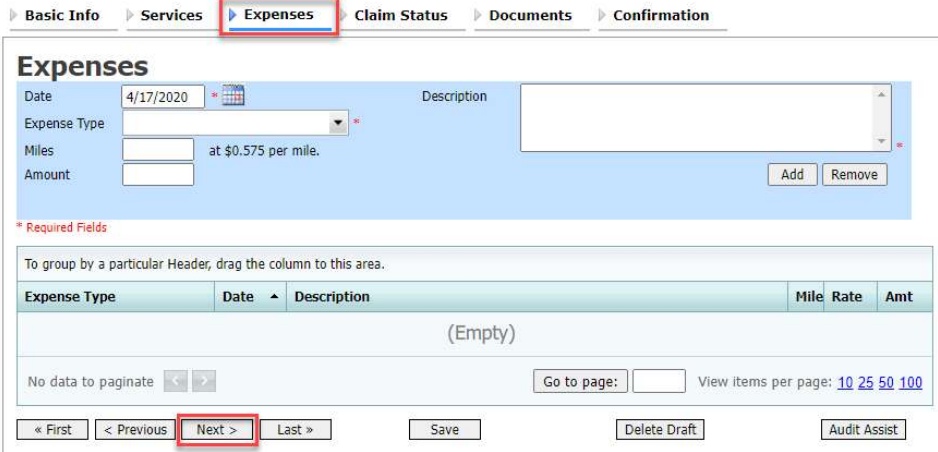 Basic Info Services Expenses Claim Status Documents Confirmation
Expenses
Date 4/17/2020 * Description
Expense Type *
Miles at $0.575 per mile. *
Amount Add Remove
* Required Fields
To group by a particular Header, drag the column to this area.
Expense Type Date Description Mile Rate Amt
(Empty)
No data to paginate < > Go to page: View items per page: 10 25 50 100
« First < Previous Next > Last » Save Delete Draft Audit Assist